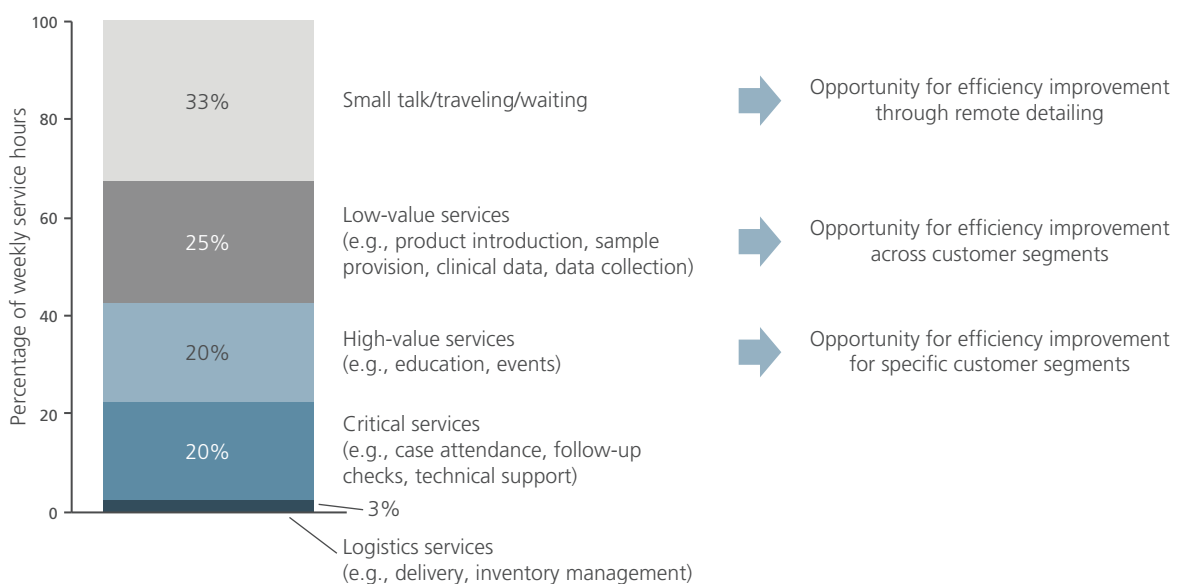 Percentage of weekly service hours
100
80
60
40
20
0
33%
25%
20%
20%
3%
Small talk/traveling/waiting
Opportunity for efficiency improvement
through remote detailing
Low-value services
(e.g., product introduction, sample
provision, clinical data, data collection)
Opportunity for efficiency improvement
across customer segments
High-value services
(e.g., education, events)
Opportunity for efficiency improvement
for specific customer segments
Critical services
(e.g., case attendance, follow-up
checks, technical support)
Logistics services
(e.g., delivery, inventory management)